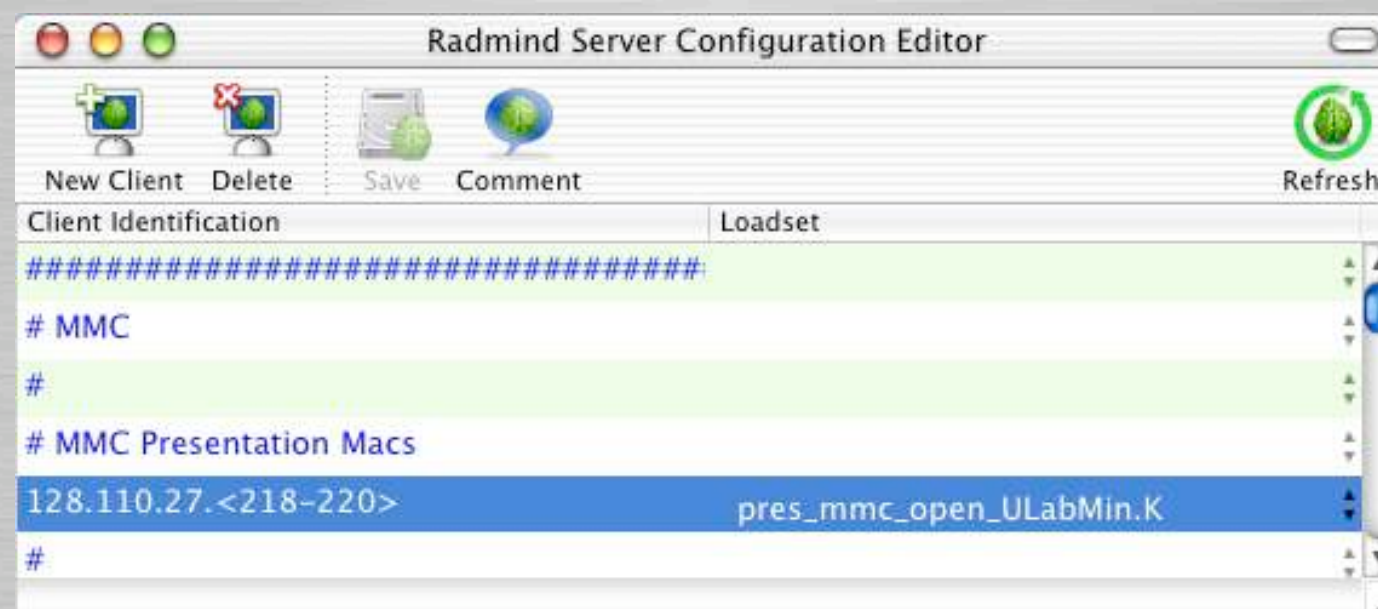 Radmind Server Configuration Editor
New Client Delete Save Comment Refresh
Client Identification Loadset
##################################
# MMC
#
# MMC Presentation Macs
128.110.27.<218-220> pres_mmc_open_ULabMin.K
#